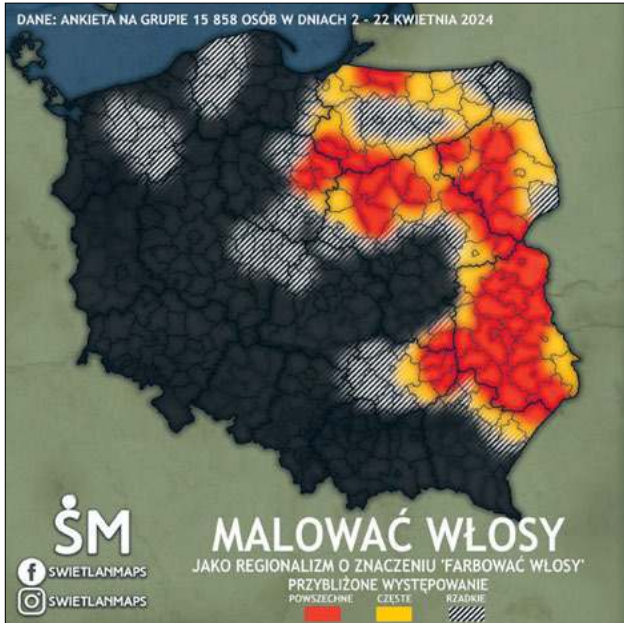 DANE: ANKIETA NA GRUPIE 15 858 OSÓB W DNIACH 2 - 22 KWIETNIA 2024
ŚM
SWIETLANMAPS
SWIETLANMAPS
MALOWAĆ WŁOSY
JAKO REGIONALIZM O ZNACZENIU 'FARBOWAĆ WŁOSY'
PRZYBLIŻONE WYSTĘPOWANIE
POWSZECHNE CZĘSTE RZADKIE